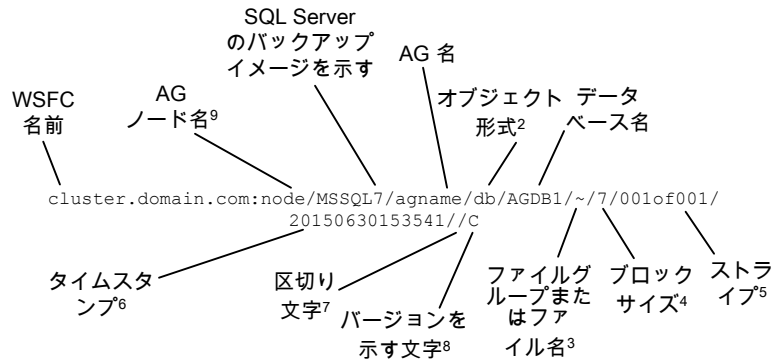 SQL Server
のバックアップ
イメージを示す
AG 名
WSFC
名前
AG
ノード名9
オブジェクト
形式2
データ
ベース名
cluster.domain.com:node/MSSQL7/agname/db/AGDB1/~/7/001of001/
20150630153541//C
タイムスタ
ンプ6
区切り
文字7
バージョンを
示す文字8
ファイルグ
ループまた
はファ
イル名3
ブロック
サイズ4
ストラ
イプ5